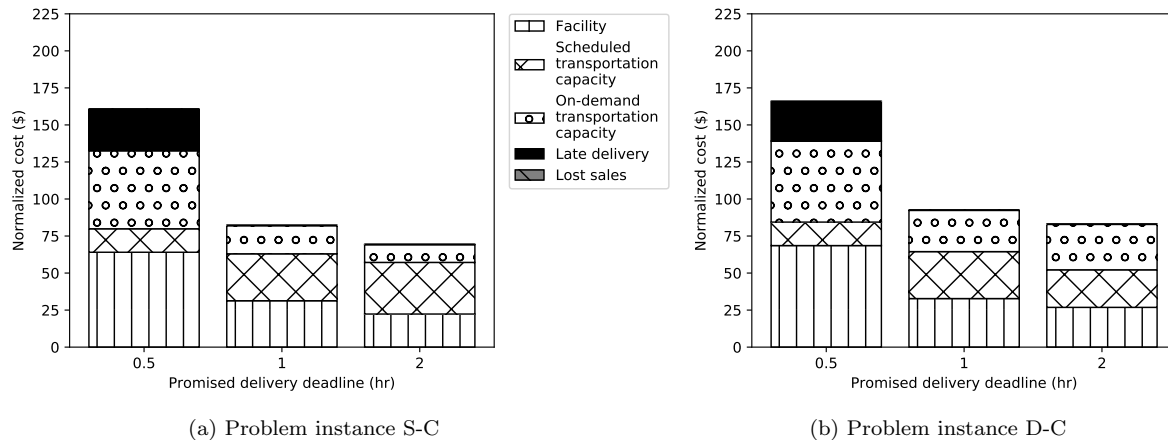 225
200
175
150
125
100
75
50
25
0
Normalized cost ($)
0.5
1
2
Promised delivery deadline (hr)
(a) Problem instance S-C
Facility
Scheduled
transportation
capacity
On-demand
transportation
capacity
Late delivery
Lost sales
225
200
175
150
125
100
75
50
25
0
Normalized cost ($)
0.5
1
2
Promised delivery deadline (hr)
(b) Problem instance D-C